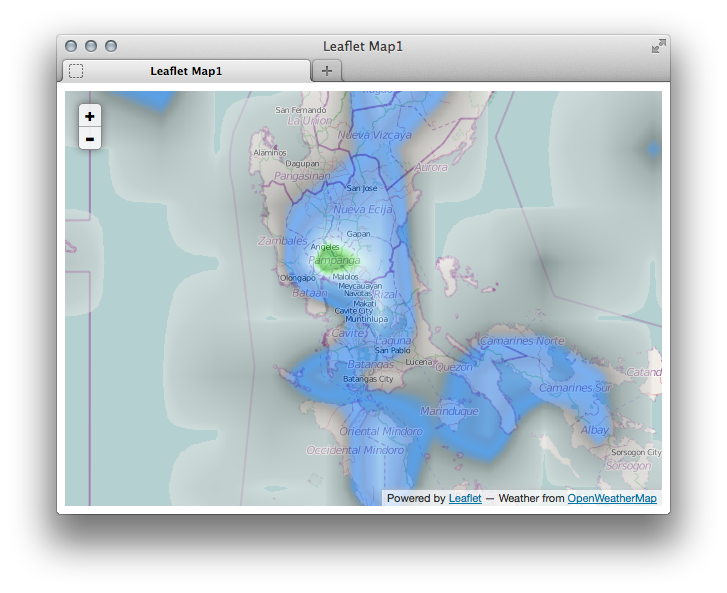 Leaflet Map1
Leaflet Map1
+
+
-
San Fernando
La Union
Nueva Vizcaya
Alaminos
Dagupan
Pangasinan
Aurora
San Jose
Nueva Ecija
Gapan
Zambales
Angeles
Pampanga
Olongapo
Malolos
Meycauayan
Bataan
Navotas
Rizal
Makati
Cavite City
Muntinlupa
Cavite
Laguna
San Pablo
Camarines Norte
Batangas
Lucena
Quezon
Batangas City
Catand
Camarines Sur
Marinduque
Oriental Mindoro
Albay
Occidental Mindoro
Sorsogon City
Sorsogon
Powered by Leaflet — Weather from OpenWeatherMap